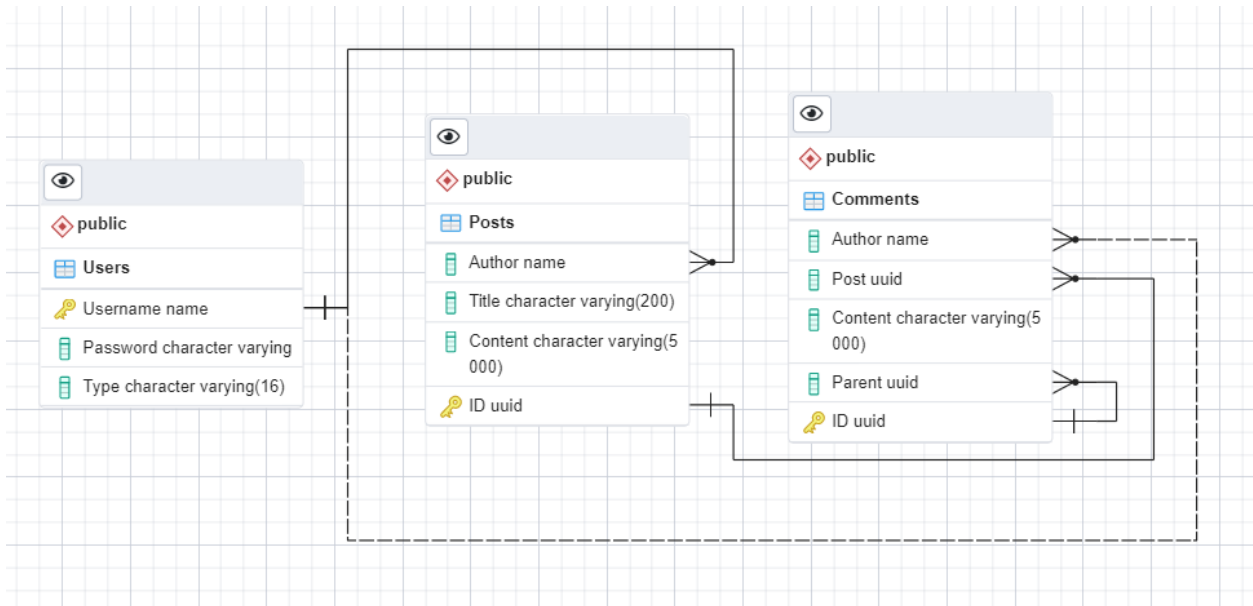 public
Users
Username name
Password character varying
Type character varying(16)
public
Posts
Author name
Title character varying(200)
Content character varying(5
000)
ID uuid
public
Comments
Author name
Post uuid
Content character varying(5
000)
Parent uuid
ID uuid